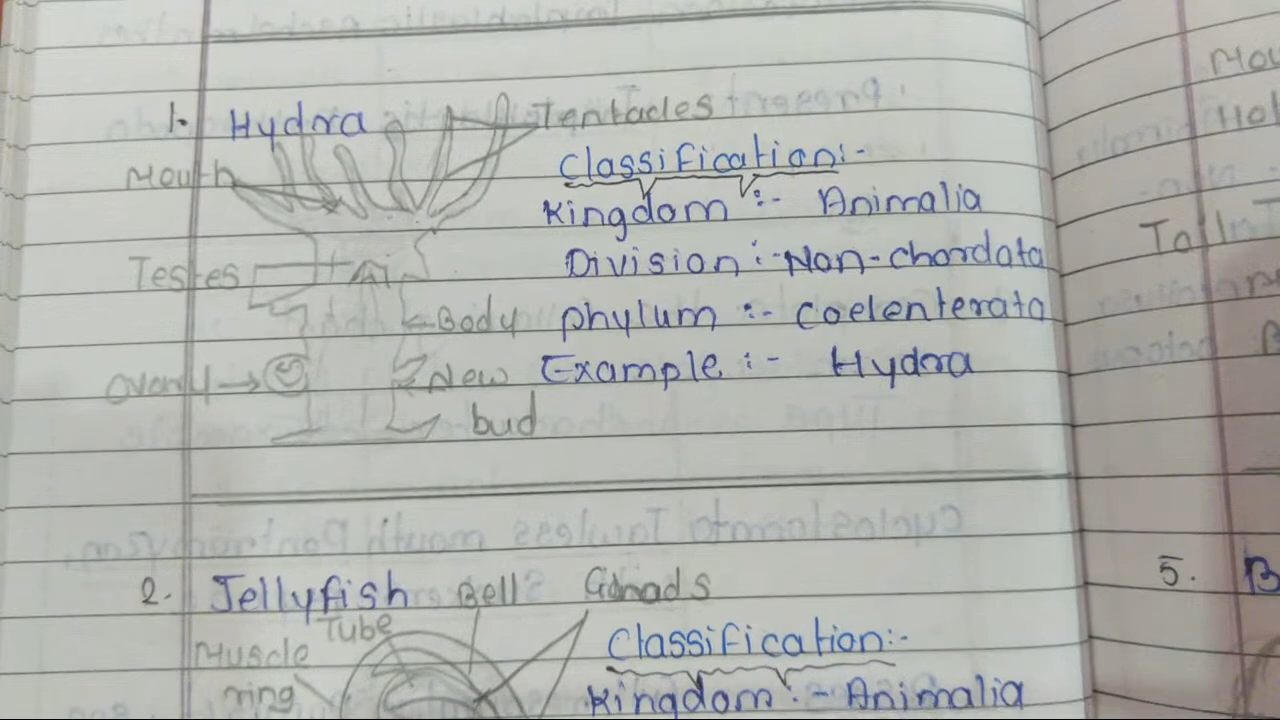 1. Hydra
Tentacles
Mouth
Classification:-
Kingdom :- Animalia
Testes
Division :- Non-chordata
Body
phylum :- Coelenterata
Ovary
New
bud
Example :- Hydra
2. Jellyfish
Bell
Gonads
Tube
Muscle
ring
Classification:-
Kingdom :- Animalia
5. B